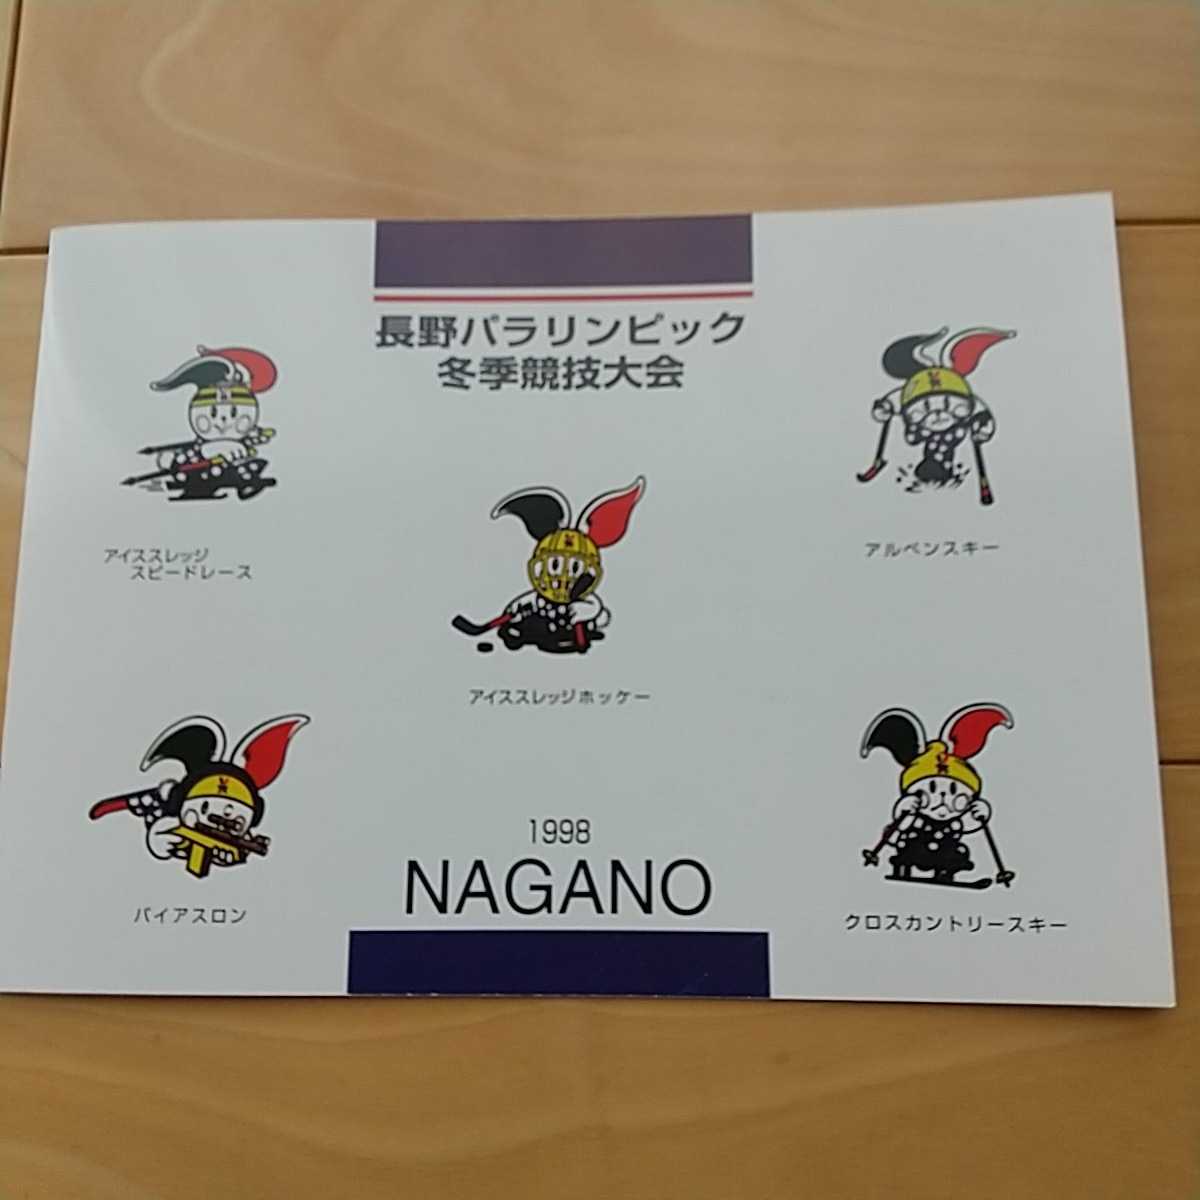 長野パラリンピック
冬季競技大会
アイススレッジ
スピードレース
アルペンスキー
アイススレッジホッケー
バイアスロン
クロスカントリースキー
1998
NAGANO